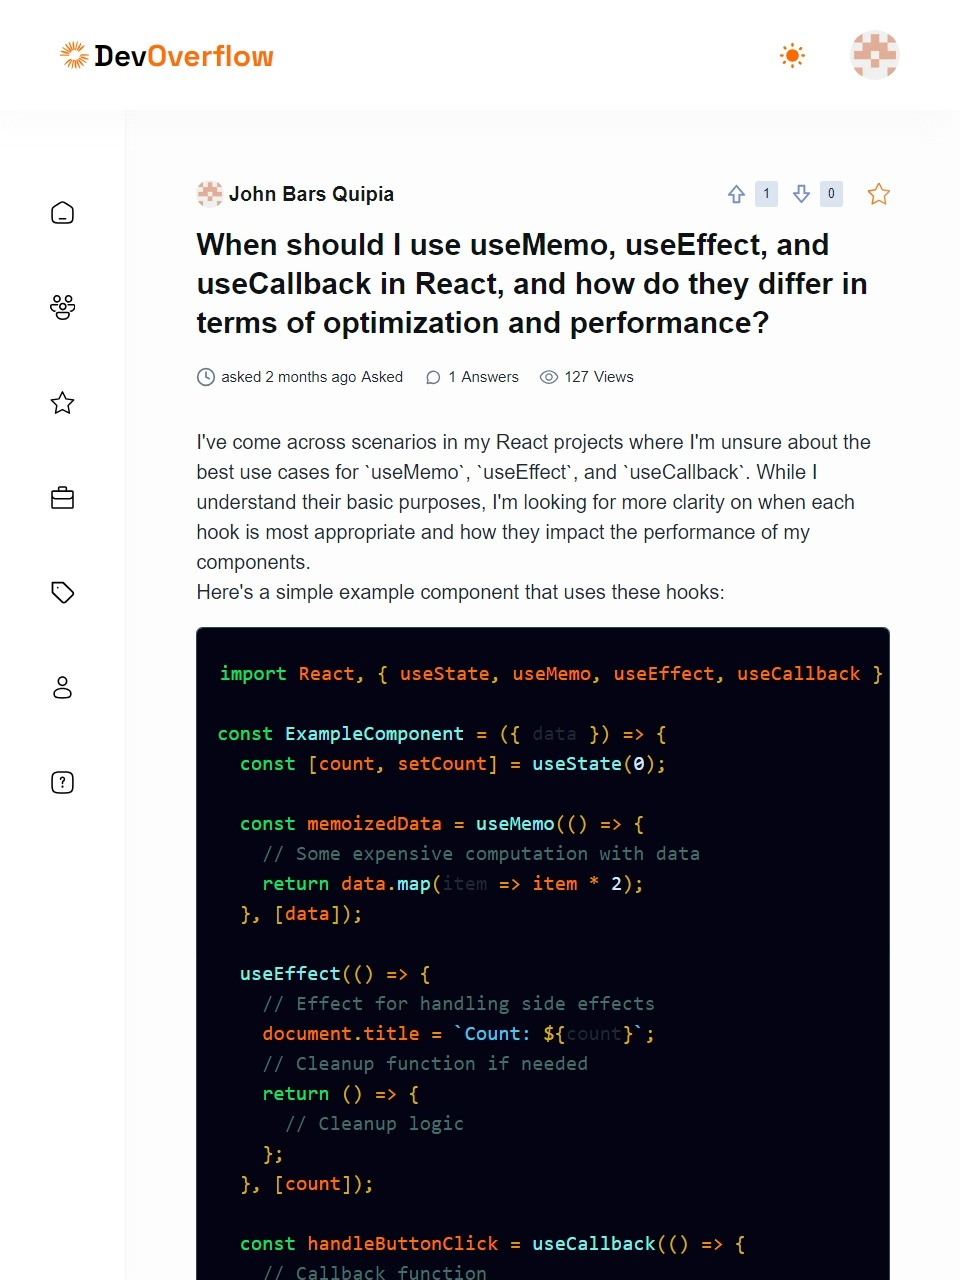 DevOverflow
John Bars Quipia
1
0
When should I use useMemo, useEffect, and
useCallback in React, and how do they differ in
terms of optimization and performance?
asked 2 months ago Asked
1 Answers
127 Views
I've come across scenarios in my React projects where I'm unsure about the
best use cases for `useMemo`, `useEffect`, and `useCallback`. While I
understand their basic purposes, I'm looking for more clarity on when each
hook is most appropriate and how they impact the performance of my
components.
Here's a simple example component that uses these hooks:
import React, { useState, useMemo, useEffect, useCallback }
const ExampleComponent = ({ data }) => {
  const [count, setCount] = useState(0);
  const memoizedData = useMemo(() => {
    // Some expensive computation with data
    return data.map(item => item * 2);
  }, [data]);
  useEffect(() => {
    // Effect for handling side effects
    document.title = `Count: ${count}`;
    // Cleanup function if needed
    return () => {
      // Cleanup logic
    };
  }, [count]);
  const handleButtonClick = useCallback(() => {
    // Callback function